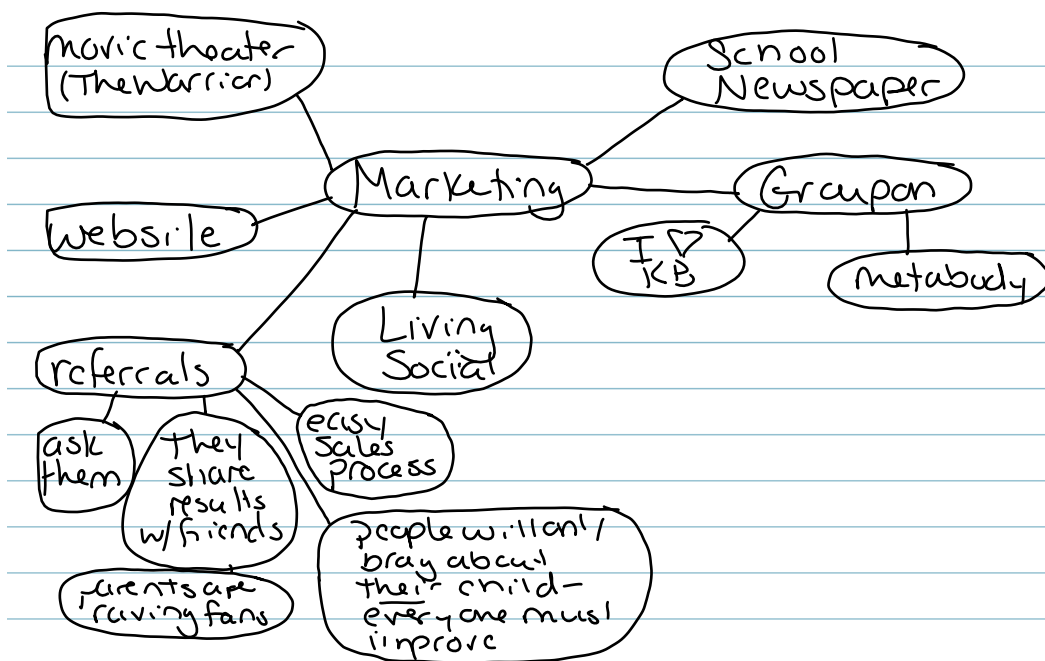 movie theater
(The Warrior)
School
Newspaper
Marketing
Groupon
website
I ♡
KB
metabody
Living
Social
referrals
ask
them
they
share
results
w/friends
easy
sales
process
people will only
brag about
their child-
everyone must
improve
parents are
raving fans